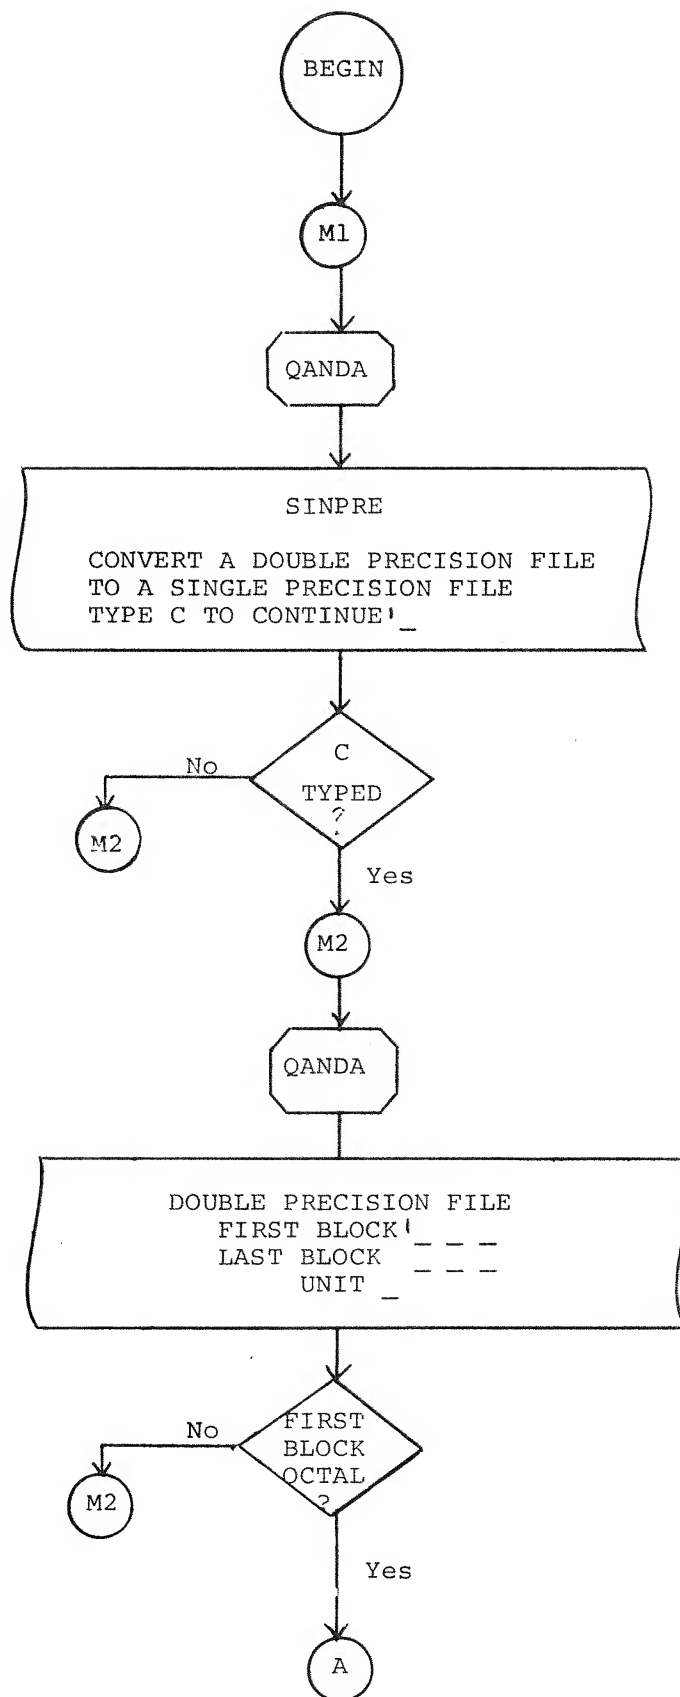 BEGIN
M1
QANDA
SINPRE
CONVERT A DOUBLE PRECISION FILE
TO A SINGLE PRECISION FILE
TYPE C TO CONTINUE'_
C
TYPED
?
No
M2
Yes
M2
QANDA
DOUBLE PRECISION FILE
FIRST BLOCK'_ _ _
LAST BLOCK _ _ _
UNIT _
FIRST
BLOCK
OCTAL
?
No
M2
Yes
A